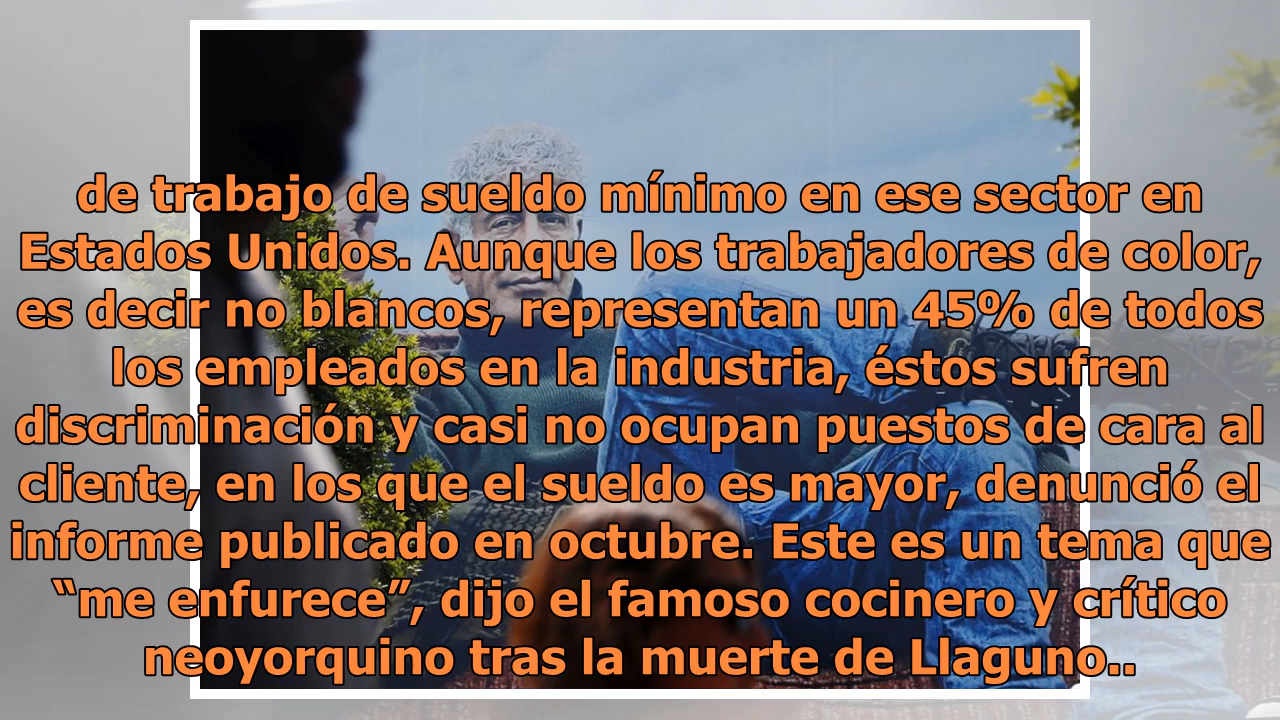 de trabajo de sueldo mínimo en ese sector en
Estados Unidos. Aunque los trabajadores de color,
es decir no blancos, representan un 45% de todos
los empleados en la industria, éstos sufren
discriminación y casi no ocupan puestos de cara al
cliente, en los que el sueldo es mayor, denunció el
informe publicado en octubre. Este es un tema que
“me enfurece”, dijo el famoso cocinero y crítico
neoyorquino tras la muerte de Llaguno..